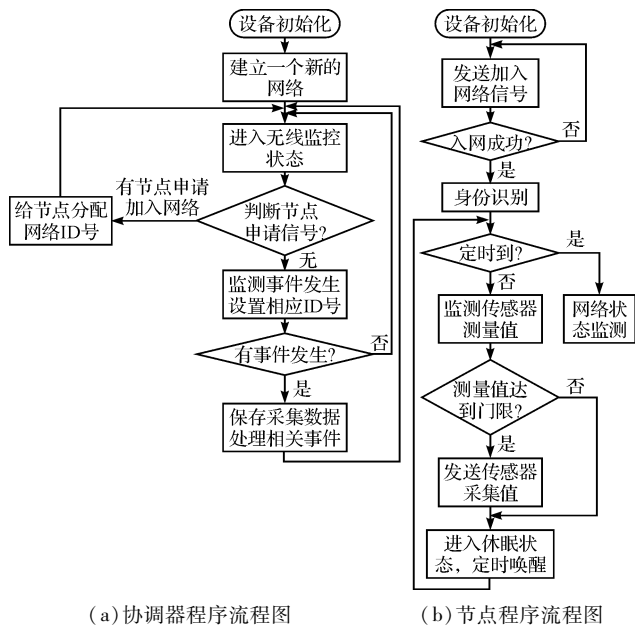 设备初始化
建立一个新的
网络
进入无线监控
状态
有节点申请
加入网络
给节点分配
网络ID号
判断节点
申请信号?
无
监测事件发生
设置相应ID号
有事件发生?
否
是
保存采集数据
处理相关事件
(a)协调器程序流程图
设备初始化
发送加入
网络信号
入网成功?
否
是
身份识别
定时到?
是
否
监测传感器
测量值
网络状
态监测
测量值达
到门限?
否
是
发送传感器
采集值
进入休眠状
态，定时唤醒
(b)节点程序流程图